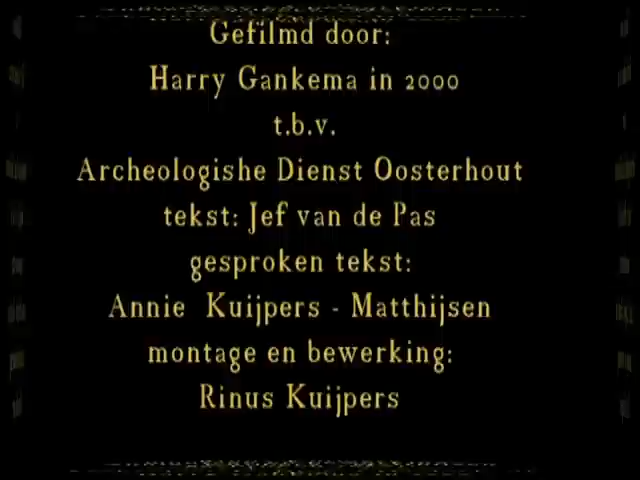 Gefilmd door:
Harry Gankema in 2000
t.b.v.
Archeologishe Dienst Oosterhout
tekst: Jef van de Pas
gesproken tekst:
Annie Kuijpers - Matthijsen
montage en bewerking:
Rinus Kuijpers